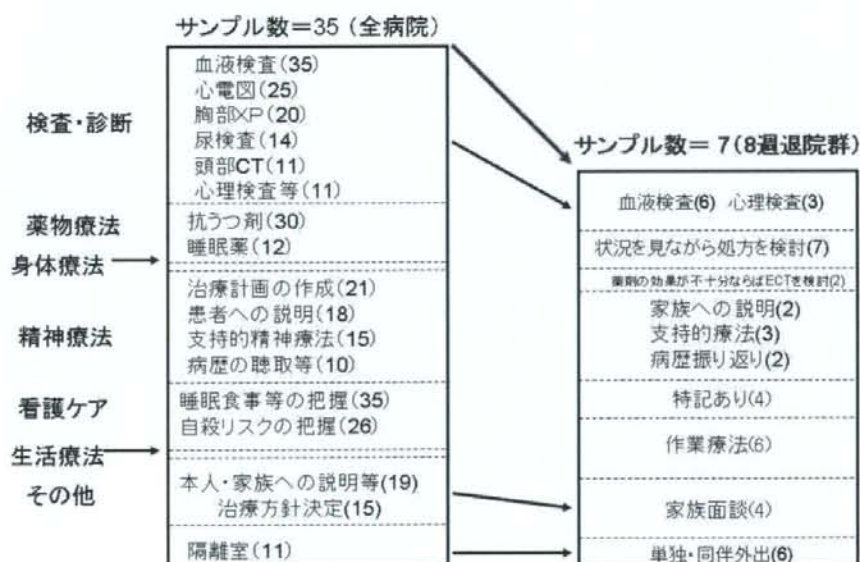 サンプル数＝35（全病院）
検査・診断
血液検査(35)
心電図(25)
胸部XP(20)
尿検査(14)
頭部CT(11)
心理検査等(11)
薬物療法
抗うつ剤(30)
睡眠薬(12)
身体療法
精神療法
治療計画の作成(21)
患者への説明(18)
支持的精神療法(15)
病歴の聴取等(10)
看護ケア
睡眠食事等の把握(35)
自殺リスクの把握(26)
生活療法
その他
本人・家族への説明等(19)
治療方針決定(15)
隔離室(11)
サンプル数＝ 7(8週退院群)
血液検査(6) 心理検査(3)
状況を見ながら処方を検討(7)
薬剤の効果が不十分ならばECTを検討(2)
家族への説明(2)
支持的療法(3)
病歴振り返り(2)
特記あり(4)
作業療法(6)
家族面談(4)
単独・同伴外出(6)